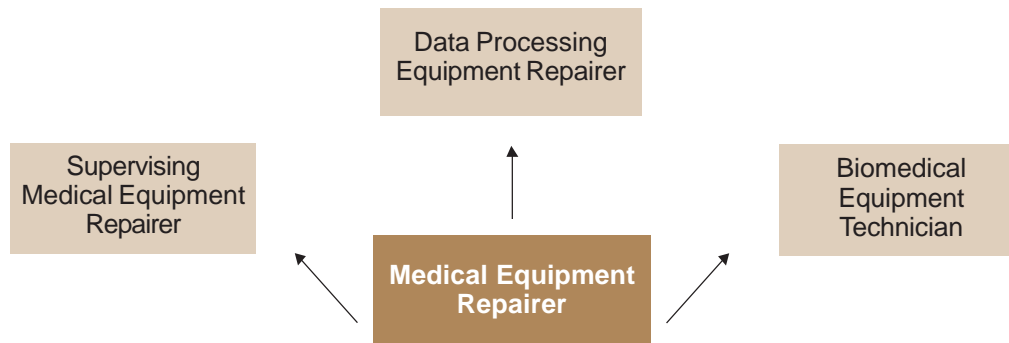 Data Processing
Equipment Repairer
Supervising
Medical Equipment
Repairer
Biomedical
Equipment
Technician
Medical Equipment
Repairer